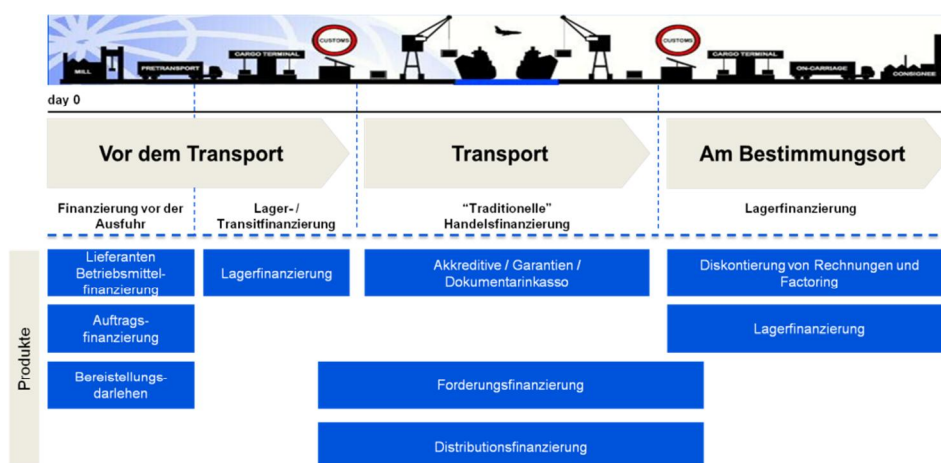 CUSTOMS
CUSTOMS
MILL
PRETRANSPORT
CARGO TERMINAL
CARGO TERMINAL
ON-CARRIAGE
CONSIGNEE
day 0
Vor dem Transport
Transport
Am Bestimmungsort
Finanzierung vor der
Ausfuhr
Lager- /
Transitfinanzierung
“Traditionelle”
Handelsfinanzierung
Lagerfinanzierung
Produkte
Lieferanten
Betriebsmittel-
finanzierung
Lagerfinanzierung
Akkreditive / Garantien /
Dokumentarinkasso
Diskontierung von Rechnungen und
Factoring
Auftrags-
finanzierung
Lagerfinanzierung
Bereistellungs-
darlehen
Forderungsfinanzierung
Distributionsfinanzierung